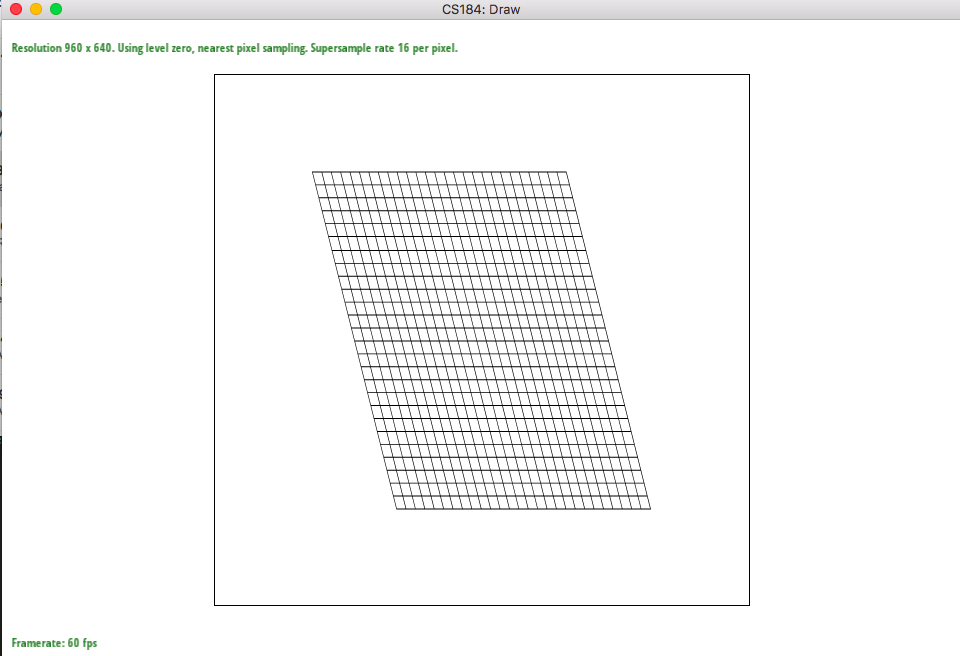 CS184: Draw
Resolution 960 x 640. Using level zero, nearest pixel sampling. Supersample rate 16 per pixel.
Framerate: 60 fps